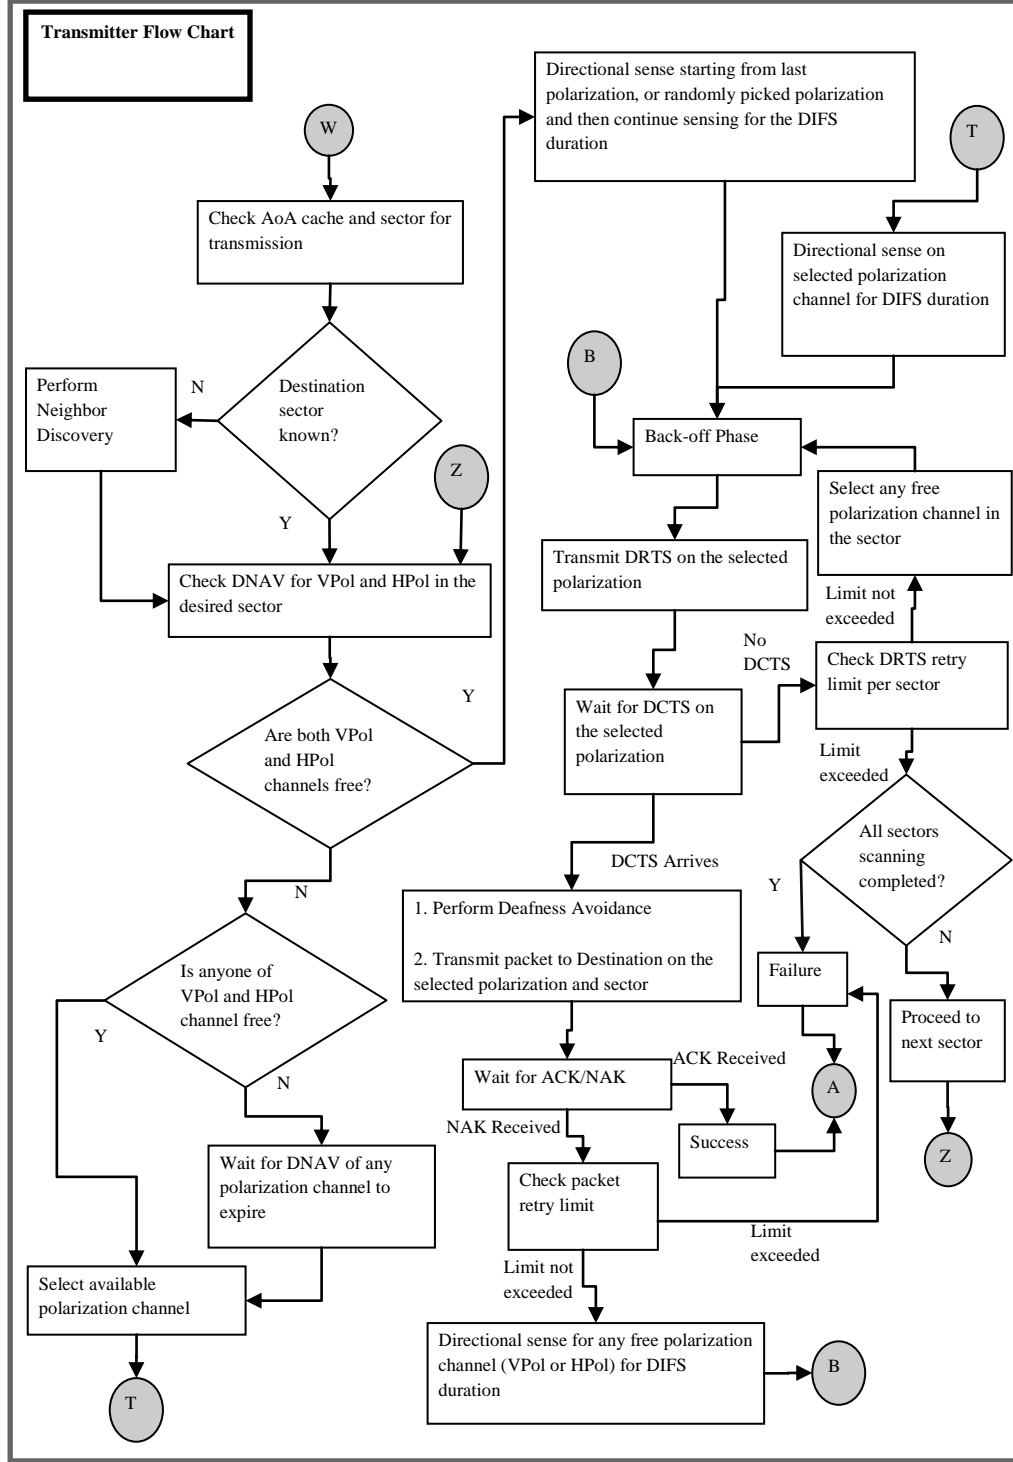 Transmitter Flow Chart
W
Check AoA cache and sector for
transmission
Destination
sector
known?
N
Perform
Neighbor
Discovery
Y
Z
Check DNAV for VPol and HPol in the
desired sector
Are both VPol
and HPol
channels free?
Y
N
Is anyone of
VPol and HPol
channel free?
Y
N
Wait for DNAV of any
polarization channel to
expire
Select available
polarization channel
T
Directional sense starting from last
polarization, or randomly picked polarization
and then continue sensing for the DIFS
duration
T
Directional sense on
selected polarization
channel for DIFS duration
B
Back-off Phase
Select any free
polarization channel in
the sector
Transmit DRTS on the selected
polarization
Limit not
exceeded
No
DCTS
Check DRTS retry
limit per sector
Wait for DCTS on
the selected
polarization
Limit
exceeded
All sectors
scanning
completed?
DCTS Arrives
Y
N
1. Perform Deafness Avoidance
2. Transmit packet to Destination on the
selected polarization and sector
Failure
Proceed to
next sector
ACK Received
Wait for ACK/NAK
A
NAK Received
Success
Z
Check packet
retry limit
Limit
exceeded
Limit not
exceeded
Directional sense for any free polarization
channel (VPol or HPol) for DIFS
duration
B